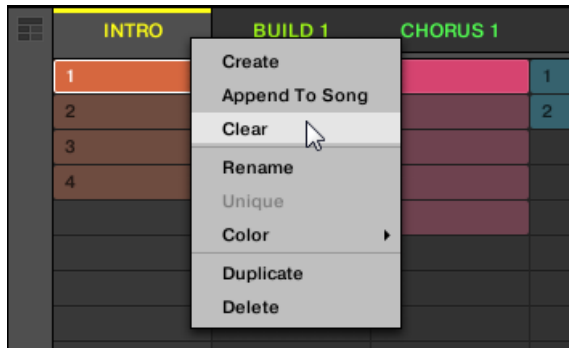 INTRO BUILD 1 CHORUS 1
Create
1 1
Append To Song
2 2
Clear
3
Rename
4
Unique
Color
Duplicate
Delete